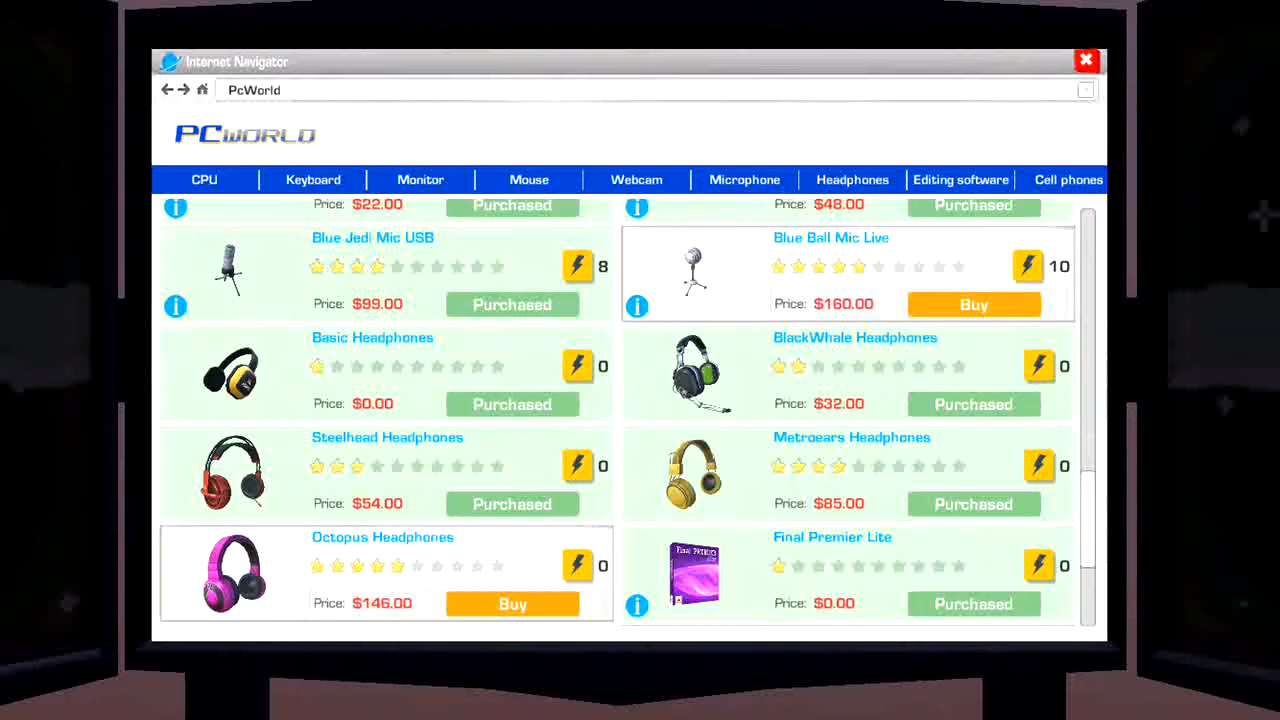 Internet Navigator
PcWorld
PCWORLD
CPU Keyboard Monitor Mouse Webcam Microphone Headphones Editing software Cell phones
Price: $22.00 Purchased
Price: $48.00 Purchased
Blue Jedi Mic USB
8
Price: $99.00 Purchased
Blue Ball Mic Live
10
Price: $160.00 Buy
Basic Headphones
0
Price: $0.00 Purchased
BlackWhale Headphones
0
Price: $32.00 Purchased
Steelhead Headphones
0
Price: $54.00 Purchased
Metroears Headphones
0
Price: $85.00 Purchased
Octopus Headphones
0
Price: $146.00 Buy
Final Premier Lite
Final PREMIER
0
Price: $0.00 Purchased